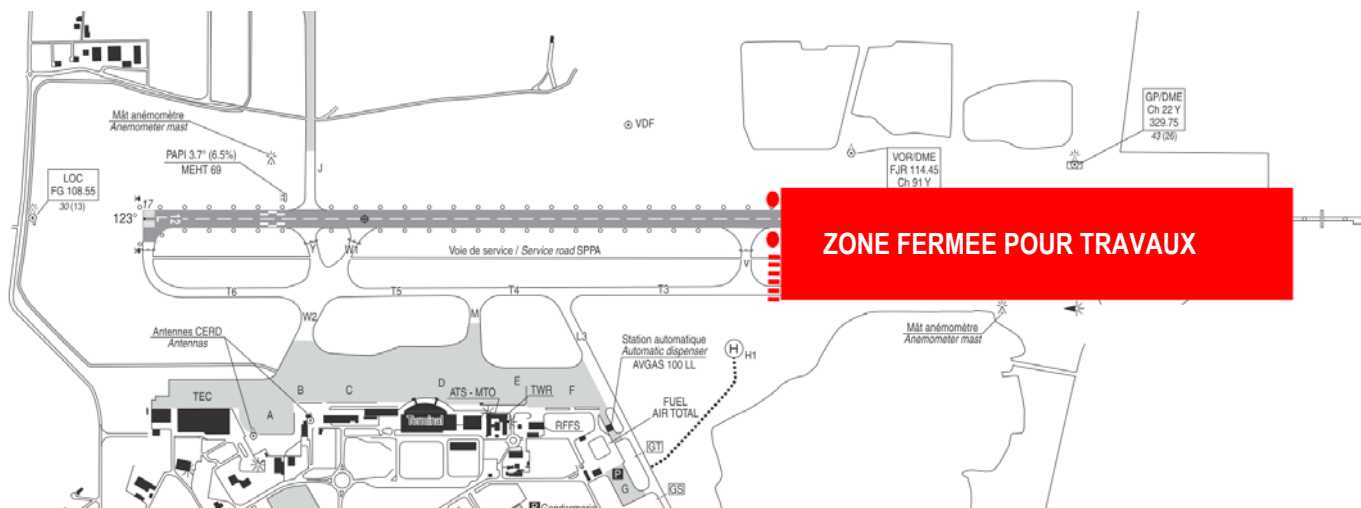 Mât anémomètre
Anemometer mast
VDF
GP/DME
Ch 22 Y
329.75
43 (26)
PAPI 3.7° (6.5%)
MEHT 69
J
LOC
FG 108.55
30 (13)
VOR/DME
FJR 114.45
Ch 91 Y
17
123°
12
ZONE FERMEE POUR TRAVAUX
W1
Voie de service / Service road SPPA
V
T6
T5
T4
T3
W2
M
L3
Antennes CERD
Antennas
Station automatique
Automatic dispenser
AVGAS 100 LL
H
H1
Mât anémomètre
Anemometer mast
TEC
A
B
C
D
E
F
ATS - MTO
TWR
Terminal
RFFS
FUEL
AIR TOTAL
GT
P
G
GS
P Gendarmerie